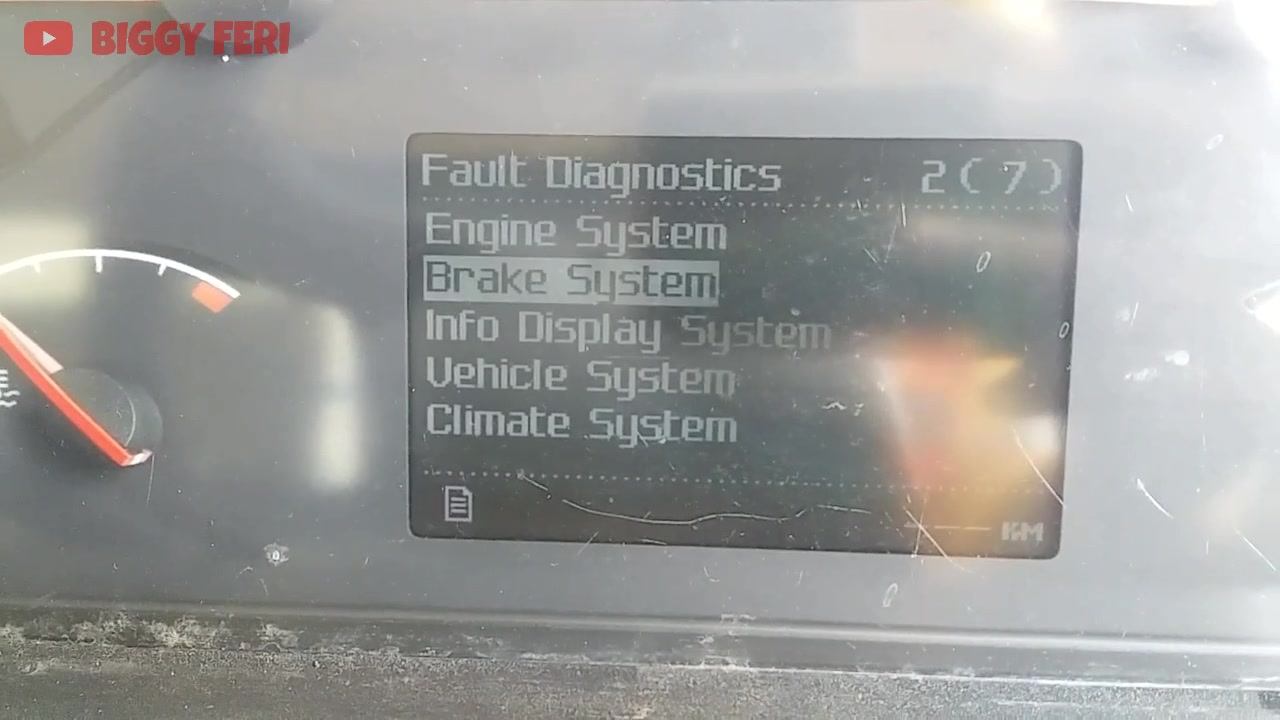 BIGGY FERI
Fault Diagnostics 2(7)
Engine System
Brake System
Info Display System
Vehicle System
Climate System
KM